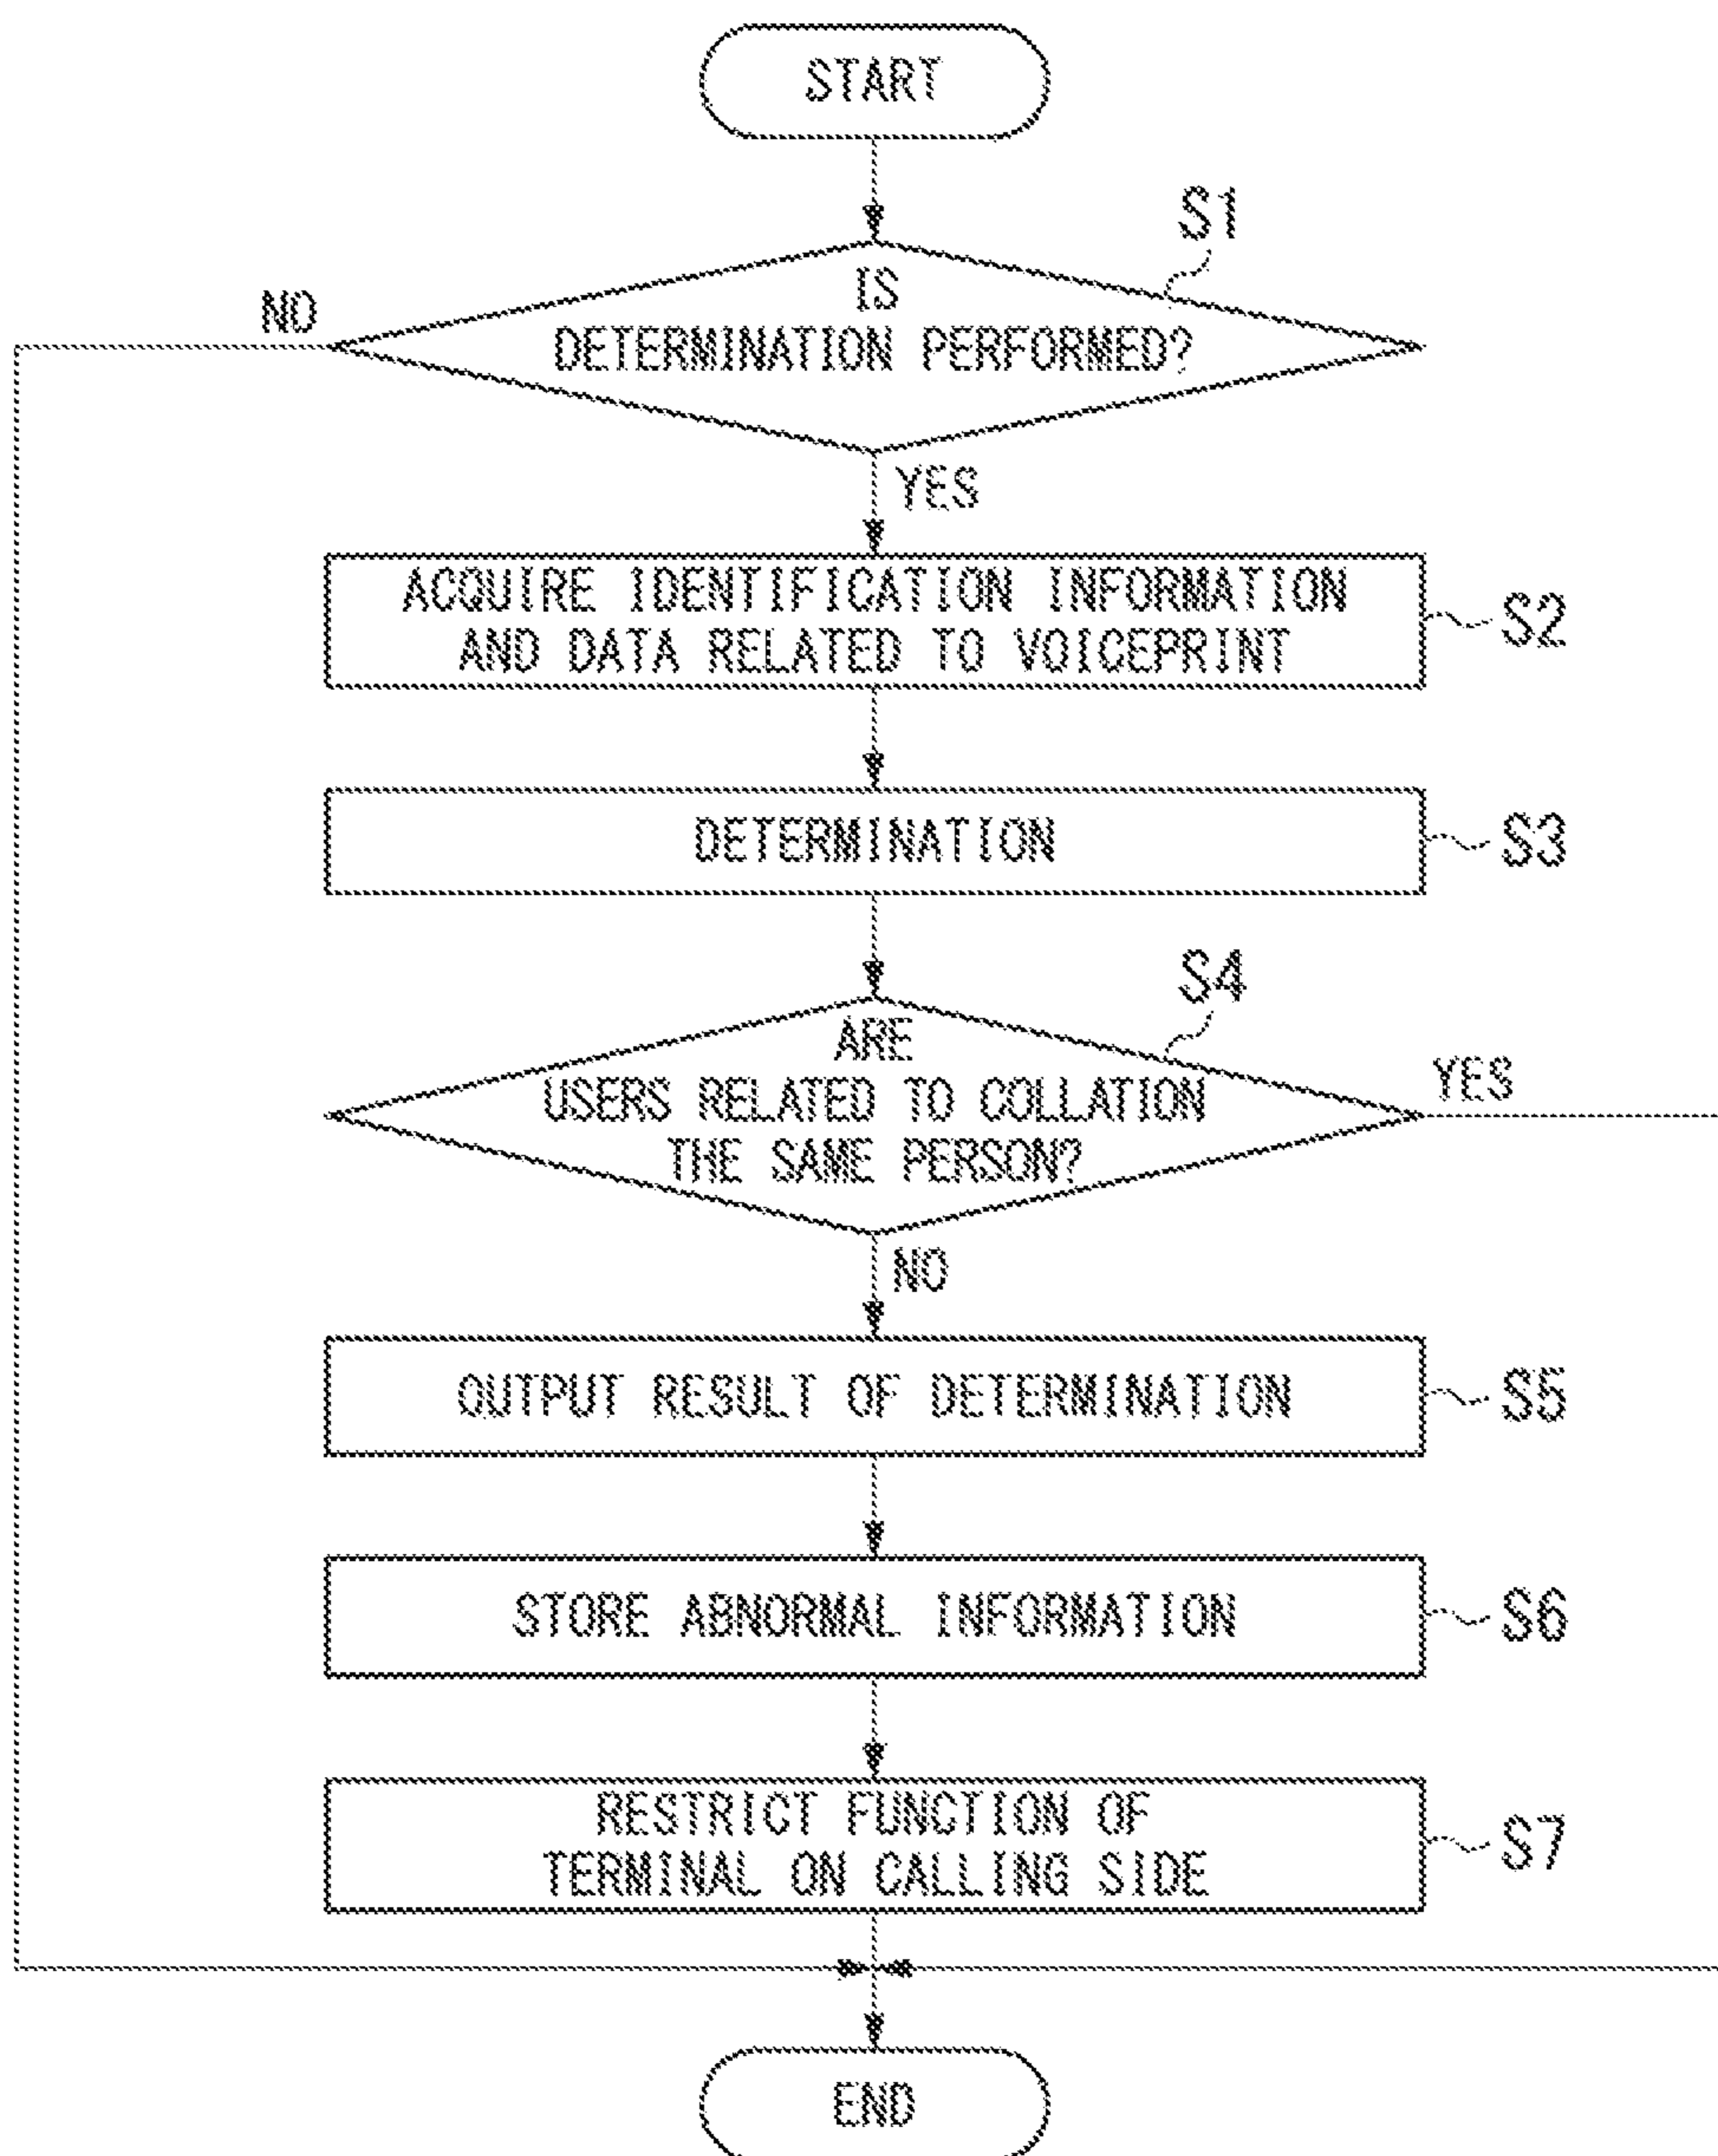 START
S1
NO
IS
DETERMINATION PERFORMED?
YES
ACQUIRE IDENTIFICATION INFORMATION
AND DATA RELATED TO VOICEPRINT
S2
DETERMINATION
S3
S4
ARE
USERS RELATED TO COLLATION
THE SAME PERSON?
YES
NO
OUTPUT RESULT OF DETERMINATION
S5
STORE ABNORMAL INFORMATION
S6
RESTRICT FUNCTION OF
TERMINAL ON CALLING SIDE
S7
END